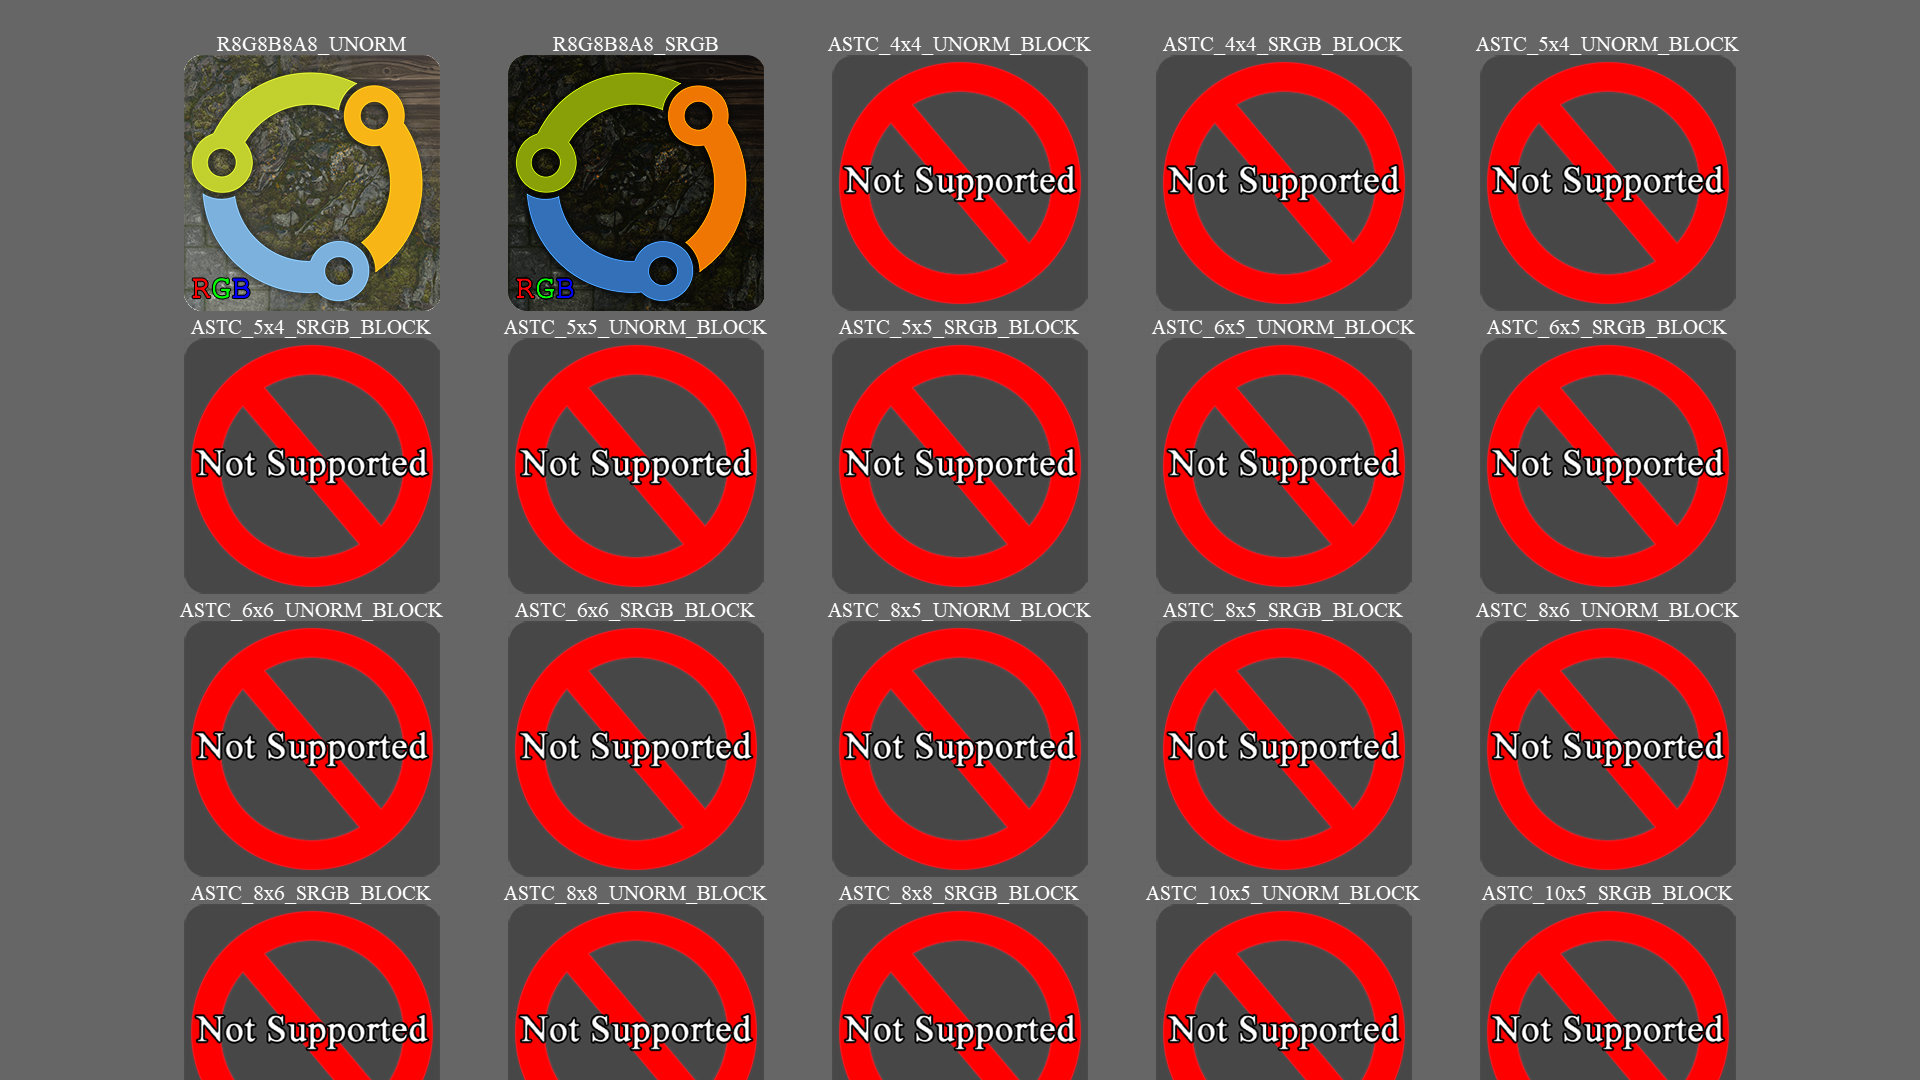 R8G8B8A8_UNORM R8G8B8A8_SRGB ASTC_4x4_UNORM_BLOCK ASTC_4x4_SRGB_BLOCK ASTC_5x4_UNORM_BLOCK
Not Supported Not Supported Not Supported
RGB RGB
ASTC_5x4_SRGB_BLOCK ASTC_5x5_UNORM_BLOCK ASTC_5x5_SRGB_BLOCK ASTC_6x5_UNORM_BLOCK ASTC_6x5_SRGB_BLOCK
Not Supported Not Supported Not Supported Not Supported Not Supported
ASTC_6x6_UNORM_BLOCK ASTC_6x6_SRGB_BLOCK ASTC_8x5_UNORM_BLOCK ASTC_8x5_SRGB_BLOCK ASTC_8x6_UNORM_BLOCK
Not Supported Not Supported Not Supported Not Supported Not Supported
ASTC_8x6_SRGB_BLOCK ASTC_8x8_UNORM_BLOCK ASTC_8x8_SRGB_BLOCK ASTC_10x5_UNORM_BLOCK ASTC_10x5_SRGB_BLOCK
Not Supported Not Supported Not Supported Not Supported Not Supported